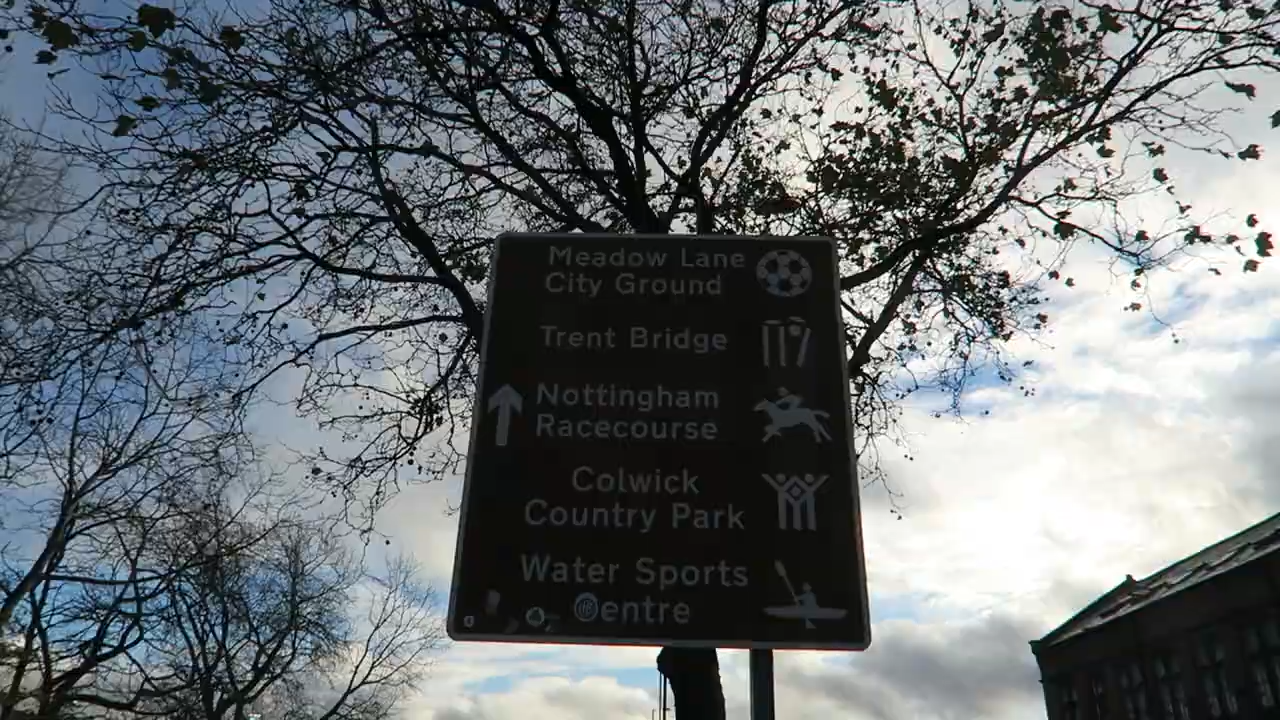 Meadow Lane
City Ground
Trent Bridge
Nottingham
Racecourse
Colwick
Country Park
Water Sports
Centre